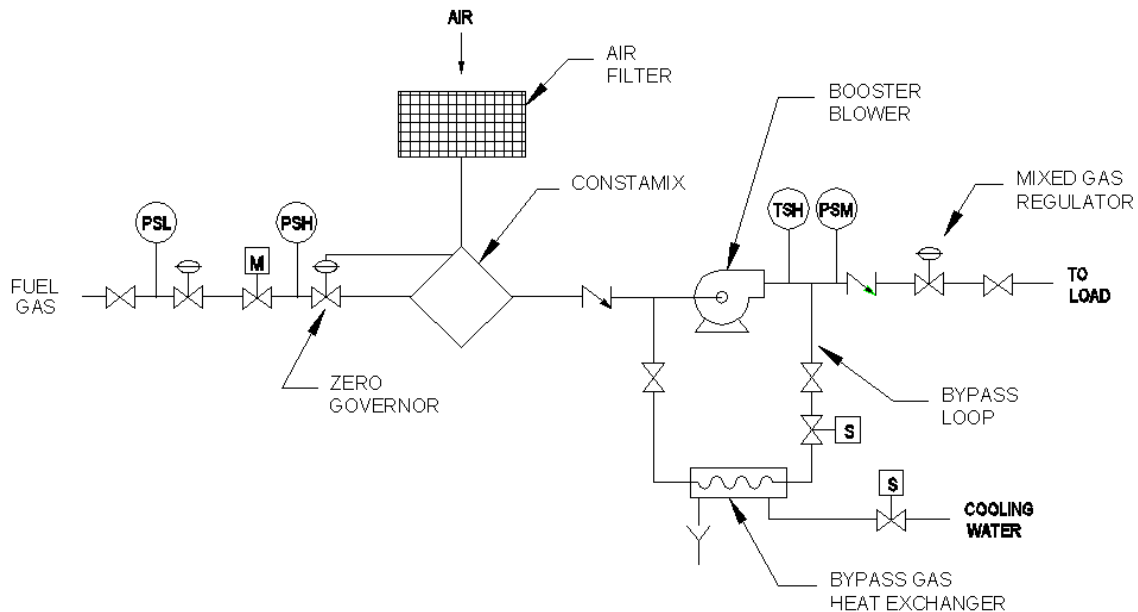 AIR
AIR
FILTER
BOOSTER
BLOWER
CONSTAMIX
MIXED GAS
REGULATOR
PSL
PSH
TSH
PSM
M
FUEL
GAS
TO
LOAD
ZERO
GOVERNOR
BYPASS
LOOP
S
S
COOLING
WATER
BYPASS GAS
HEAT EXCHANGER